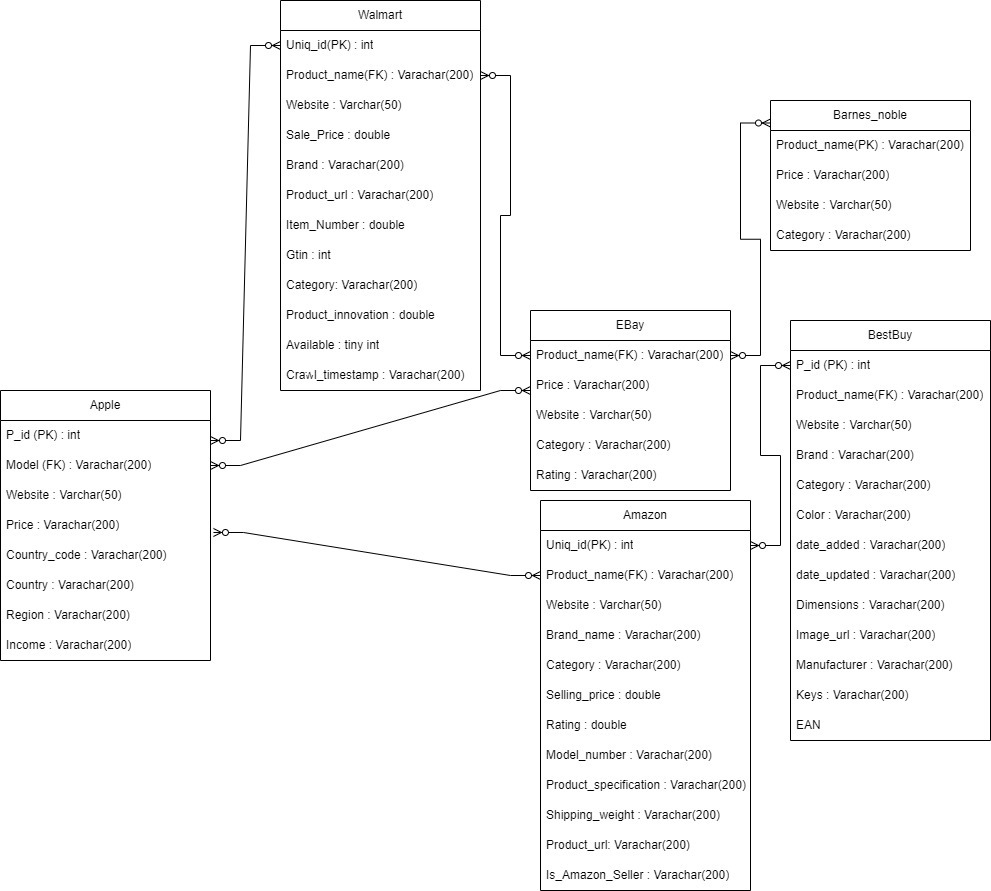 Walmart
Uniq_id(PK) : int
Product_name(FK) : Varachar(200)
Website : Varchar(50)
Sale_Price : double
Brand : Varachar(200)
Product_url : Varachar(200)
Item_Number : double
Gtin : int
Category: Varachar(200)
Product_innovation : double
Available : tiny int
Crawl_timestamp : Varachar(200)
Barnes_noble
Product_name(PK) : Varachar(200)
Price : Varachar(200)
Website : Varchar(50)
Category : Varachar(200)
EBay
Product_name(FK) : Varachar(200)
Price : Varachar(200)
Website : Varchar(50)
Category : Varachar(200)
Rating : Varachar(200)
BestBuy
P_id (PK) : int
Product_name(FK) : Varachar(200)
Website : Varchar(50)
Brand : Varachar(200)
Category : Varachar(200)
Color : Varachar(200)
date_added : Varachar(200)
date_updated : Varachar(200)
Dimensions : Varachar(200)
Image_url : Varachar(200)
Manufacturer : Varachar(200)
Keys : Varachar(200)
EAN
Apple
P_id (PK) : int
Model (FK) : Varachar(200)
Website : Varchar(50)
Price : Varachar(200)
Country_code : Varachar(200)
Country : Varachar(200)
Region : Varachar(200)
Income : Varachar(200)
Amazon
Uniq_id(PK) : int
Product_name(FK) : Varachar(200)
Website : Varchar(50)
Brand_name : Varachar(200)
Category : Varachar(200)
Selling_price : double
Rating : double
Model_number : Varachar(200)
Product_specification : Varachar(200)
Shipping_weight : Varachar(200)
Product_url: Varachar(200)
Is_Amazon_Seller : Varachar(200)